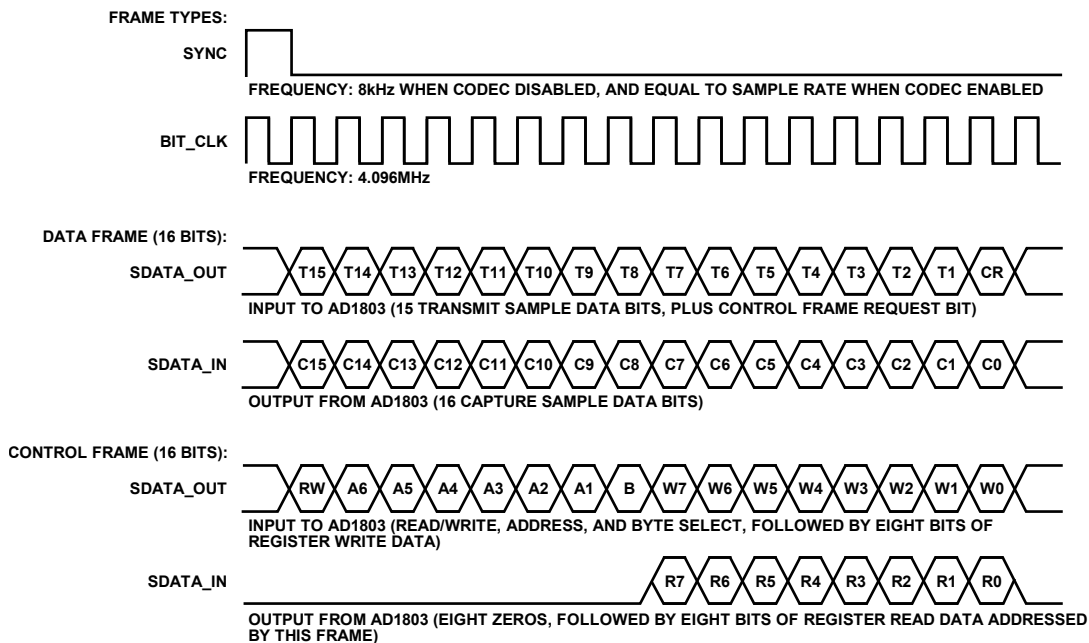 FRAME TYPES:
SYNC
FREQUENCY: 8kHz WHEN CODEC DISABLED, AND EQUAL TO SAMPLE RATE WHEN CODEC ENABLED
BIT_CLK
FREQUENCY: 4.096MHz
DATA FRAME (16 BITS):
SDATA_OUT T15 T14 T13 T12 T11 T10 T9 T8 T7 T6 T5 T4 T3 T2 T1 CR
INPUT TO AD1803 (15 TRANSMIT SAMPLE DATA BITS, PLUS CONTROL FRAME REQUEST BIT)
SDATA_IN C15 C14 C13 C12 C11 C10 C9 C8 C7 C6 C5 C4 C3 C2 C1 C0
OUTPUT FROM AD1803 (16 CAPTURE SAMPLE DATA BITS)
CONTROL FRAME (16 BITS):
SDATA_OUT RW A6 A5 A4 A3 A2 A1 B W7 W6 W5 W4 W3 W2 W1 W0
INPUT TO AD1803 (READ/WRITE, ADDRESS, AND BYTE SELECT, FOLLOWED BY EIGHT BITS OF
REGISTER WRITE DATA)
SDATA_IN R7 R6 R5 R4 R3 R2 R1 R0
OUTPUT FROM AD1803 (EIGHT ZEROS, FOLLOWED BY EIGHT BITS OF REGISTER READ DATA ADDRESSED
BY THIS FRAME)